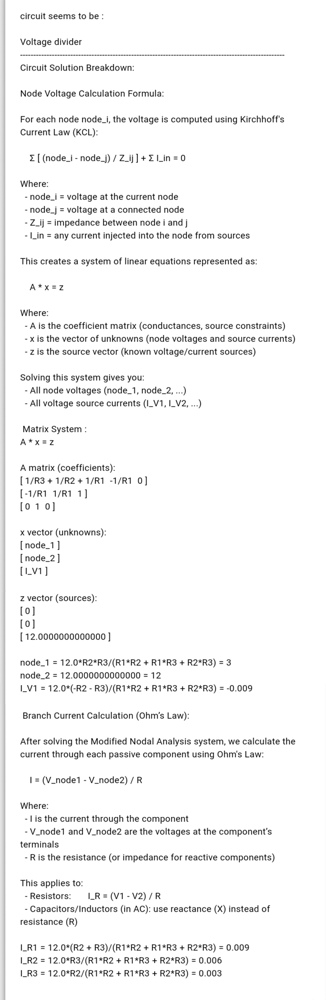 circuit seems to be :
Voltage divider
----------------------------------------------------------------------------------------------------
Circuit Solution Breakdown:
Node Voltage Calculation Formula:
For each node node_i, the voltage is computed using Kirchhoff's
Current Law (KCL):
Σ [ (node_i - node_j) / Z_ij ] + Σ I_in = 0
Where:
- node_i = voltage at the current node
- node_j = voltage at a connected node
- Z_ij = impedance between node i and j
- I_in = any current injected into the node from sources
This creates a system of linear equations represented as:
A * x = z
Where:
- A is the coefficient matrix (conductances, source constraints)
- x is the vector of unknowns (node voltages and source currents)
- z is the source vector (known voltage/current sources)
Solving this system gives you:
- All node voltages (node_1, node_2, ...)
- All voltage source currents (I_V1, I_V2, ...)
Matrix System :
A * x = z
A matrix (coefficients):
[ 1/R3 + 1/R2 + 1/R1  -1/R1  0 ]
[ -1/R1  1/R1  1 ]
[ 0  1  0 ]
x vector (unknowns):
[ node_1 ]
[ node_2 ]
[ I_V1 ]
z vector (sources):
[ 0 ]
[ 0 ]
[ 12.0000000000000 ]
node_1 = 12.0*R2*R3/(R1*R2 + R1*R3 + R2*R3) = 3
node_2 = 12.0000000000000 = 12
I_V1 = 12.0*(-R2 - R3)/(R1*R2 + R1*R3 + R2*R3) = -0.009
Branch Current Calculation (Ohm’s Law):
After solving the Modified Nodal Analysis system, we calculate the
current through each passive component using Ohm's Law:
I = (V_node1 - V_node2) / R
Where:
- I is the current through the component
- V_node1 and V_node2 are the voltages at the component’s
terminals
- R is the resistance (or impedance for reactive components)
This applies to:
- Resistors:       I_R = (V1 - V2) / R
- Capacitors/Inductors (in AC): use reactance (X) instead of
resistance (R)
I_R1 = 12.0*(R2 + R3)/(R1*R2 + R1*R3 + R2*R3) = 0.009
I_R2 = 12.0*R3/(R1*R2 + R1*R3 + R2*R3) = 0.006
I_R3 = 12.0*R2/(R1*R2 + R1*R3 + R2*R3) = 0.003